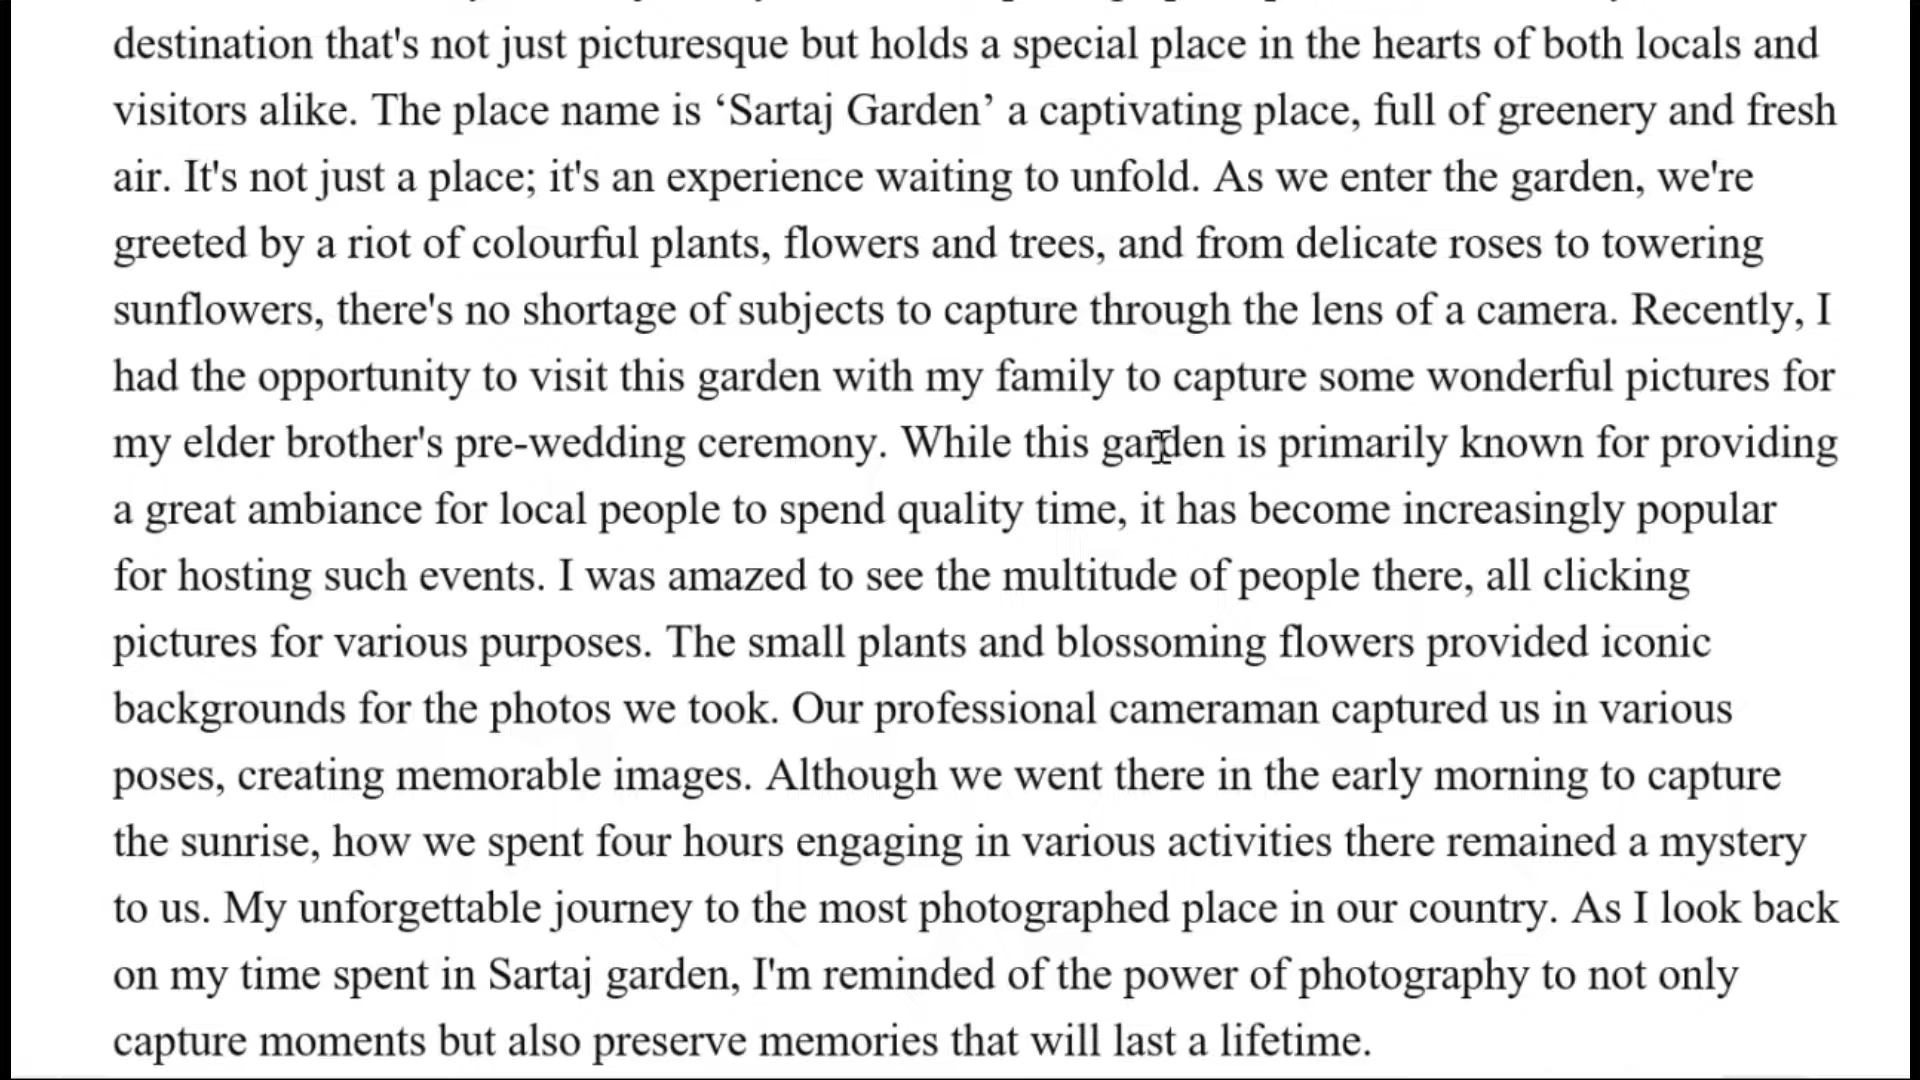 destination that's not just picturesque but holds a special place in the hearts of both locals and
visitors alike. The place name is ‘Sartaj Garden’ a captivating place, full of greenery and fresh
air. It's not just a place; it's an experience waiting to unfold. As we enter the garden, we're
greeted by a riot of colourful plants, flowers and trees, and from delicate roses to towering
sunflowers, there's no shortage of subjects to capture through the lens of a camera. Recently, I
had the opportunity to visit this garden with my family to capture some wonderful pictures for
my elder brother's pre-wedding ceremony. While this garden is primarily known for providing
a great ambiance for local people to spend quality time, it has become increasingly popular
for hosting such events. I was amazed to see the multitude of people there, all clicking
pictures for various purposes. The small plants and blossoming flowers provided iconic
backgrounds for the photos we took. Our professional cameraman captured us in various
poses, creating memorable images. Although we went there in the early morning to capture
the sunrise, how we spent four hours engaging in various activities there remained a mystery
to us. My unforgettable journey to the most photographed place in our country. As I look back
on my time spent in Sartaj garden, I'm reminded of the power of photography to not only
capture moments but also preserve memories that will last a lifetime.